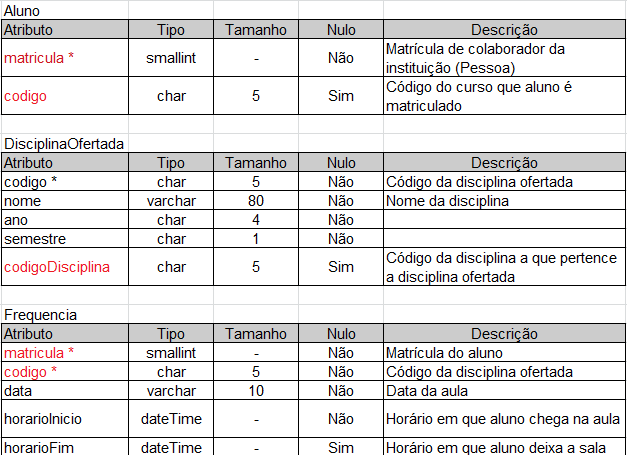 Aluno
Atributo Tipo Tamanho Nulo Descrição
matricula * smallint - Não Matrícula de colaborador da
instituição (Pessoa)
codigo char 5 Sim Código do curso que aluno é
matriculado
DisciplinaOfertada
Atributo Tipo Tamanho Nulo Descrição
codigo * char 5 Não Código da disciplina ofertada
nome varchar 80 Não Nome da disciplina
ano char 4 Não
semestre char 1 Não
codigoDisciplina char 5 Sim Código da disciplina a que pertence
a disciplina ofertada
Frequencia
Atributo Tipo Tamanho Nulo Descrição
matricula * smallint - Não Matrícula do aluno
codigo * char 5 Não Código da disciplina ofertada
data varchar 10 Não Data da aula
horarioInicio dateTime - Não Horário em que aluno chega na aula
horarioFim dateTime - Sim Horário em que aluno deixa a sala